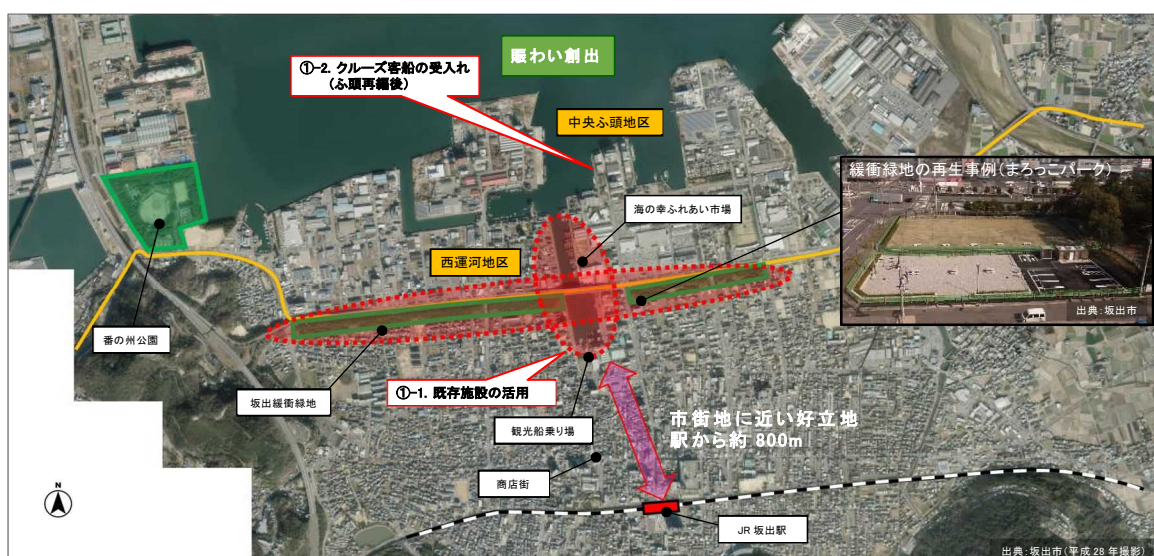 賑わい創出
①-2. クルーズ客船の受入れ
(ふ頭再編後)
中央ふ頭地区
緩衝緑地の再生事例(まろっこパーク)
海の幸ふれあい市場
西運河地区
出典:坂出市
番の州公園
①-1. 既存施設の活用
坂出緩衝緑地
市街地に近い好立地
駅から約 800m
観光船乗り場
商店街
N
JR 坂出駅
出典:坂出市(平成 28 年撮影)